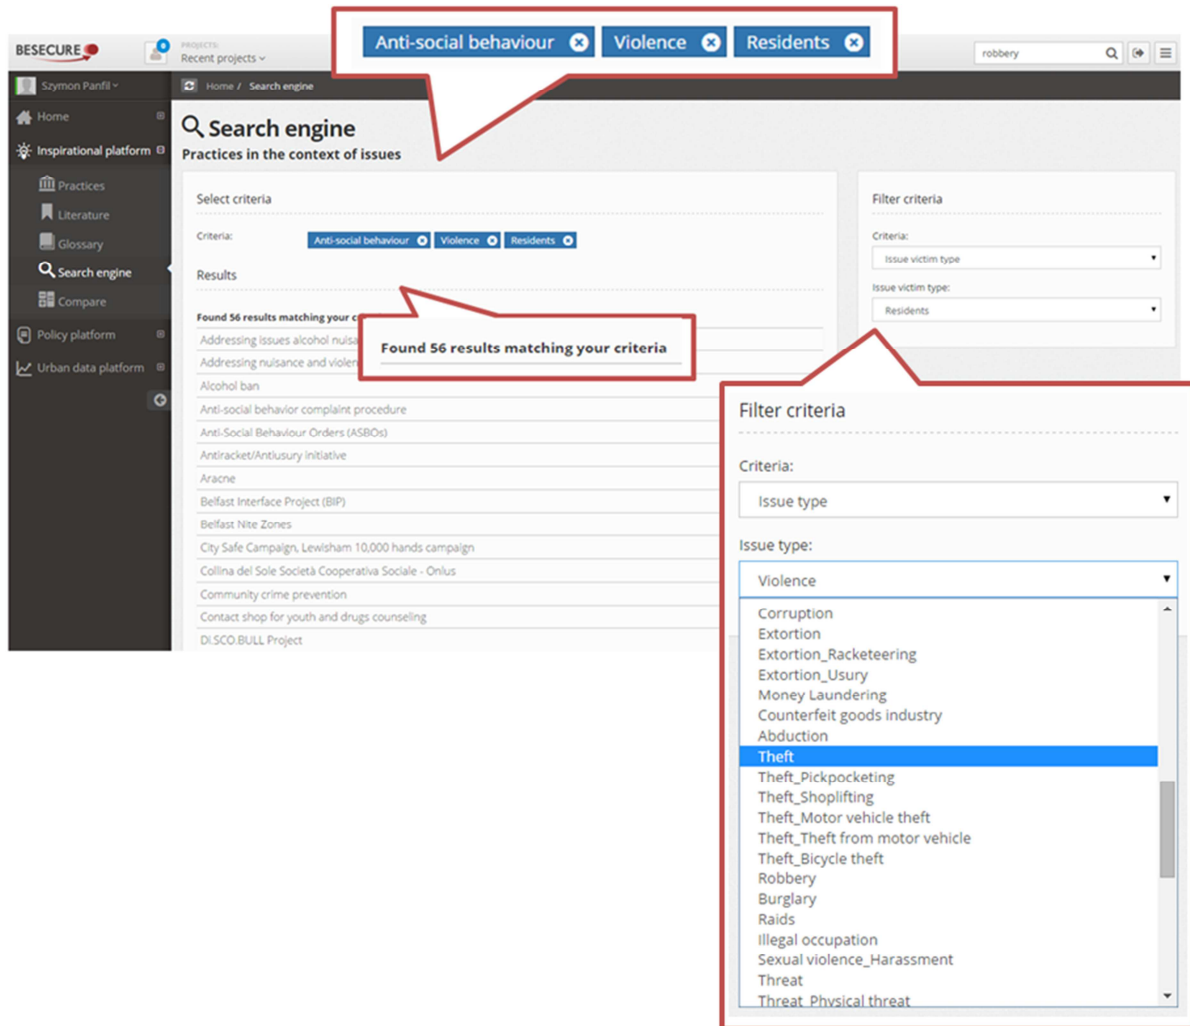 Anti-social behaviour Violence Residents
BESECURE
0
PROJECTS:
Recent projects
robbery
Szymon Panfil
Home / Search engine
Home
Inspirational platform
Practices
Literature
Glossary
Search engine
Compare
Policy platform
Urban data platform
Search engine
Practices in the context of issues
Select criteria
Criteria: Anti-social behaviour Violence Residents
Results
Found 56 results matching your c
Addressing issues alcohol nuisa
Addressing nuisance and violen
Alcohol ban
Anti-social behavior complaint procedure
Anti-Social Behaviour Orders (ASBOs)
Antiracket/Antiusury initiative
Aracne
Belfast Interface Project (BIP)
Belfast Nite Zones
City Safe Campaign, Lewisham 10,000 hands campaign
Collina del Sole Società Cooperativa Sociale - Onlus
Community crime prevention
Contact shop for youth and drugs counseling
DI.SCO.BULL Project
Found 56 results matching your criteria
Filter criteria
Criteria:
Issue victim type
Issue victim type:
Residents
Filter criteria
Criteria:
Issue type
Issue type:
Violence
Corruption
Extortion
Extortion_Racketeering
Extortion_Usury
Money Laundering
Counterfeit goods industry
Abduction
Theft
Theft_Pickpocketing
Theft_Shoplifting
Theft_Motor vehicle theft
Theft_Theft from motor vehicle
Theft_Bicycle theft
Robbery
Burglary
Raids
Illegal occupation
Sexual violence_Harassment
Threat
Threat_Physical threat